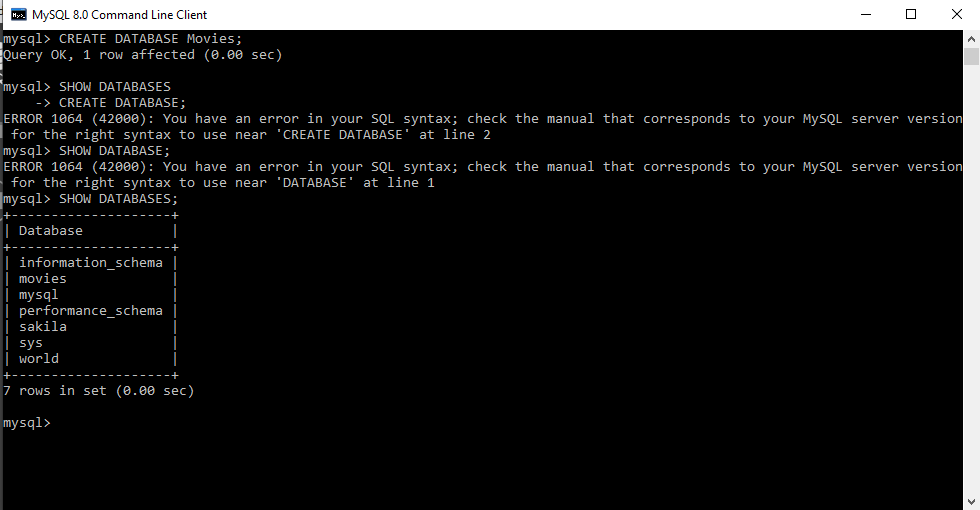 MySQL 8.0 Command Line Client
mysql> CREATE DATABASE Movies;
Query OK, 1 row affected (0.00 sec)
mysql> SHOW DATABASES
    -> CREATE DATABASE;
ERROR 1064 (42000): You have an error in your SQL syntax; check the manual that corresponds to your MySQL server version
 for the right syntax to use near 'CREATE DATABASE' at line 2
mysql> SHOW DATABASE;
ERROR 1064 (42000): You have an error in your SQL syntax; check the manual that corresponds to your MySQL server version
 for the right syntax to use near 'DATABASE' at line 1
mysql> SHOW DATABASES;
+--------------------+
| Database           |
+--------------------+
| information_schema |
| movies             |
| mysql              |
| performance_schema |
| sakila             |
| sys                |
| world              |
+--------------------+
7 rows in set (0.00 sec)
mysql>